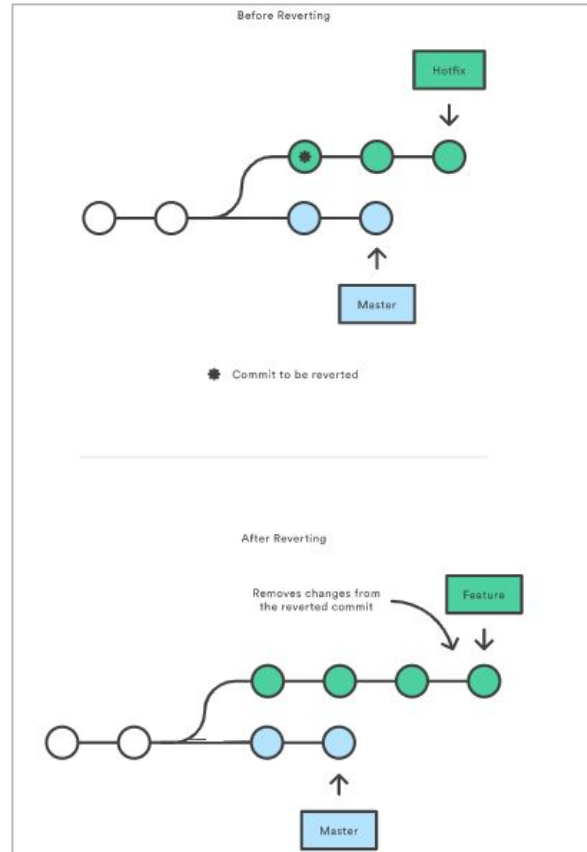 Before Reverting
Hotfix
Master
Commit to be reverted
After Reverting
Removes changes from
the reverted commit
Feature
Master